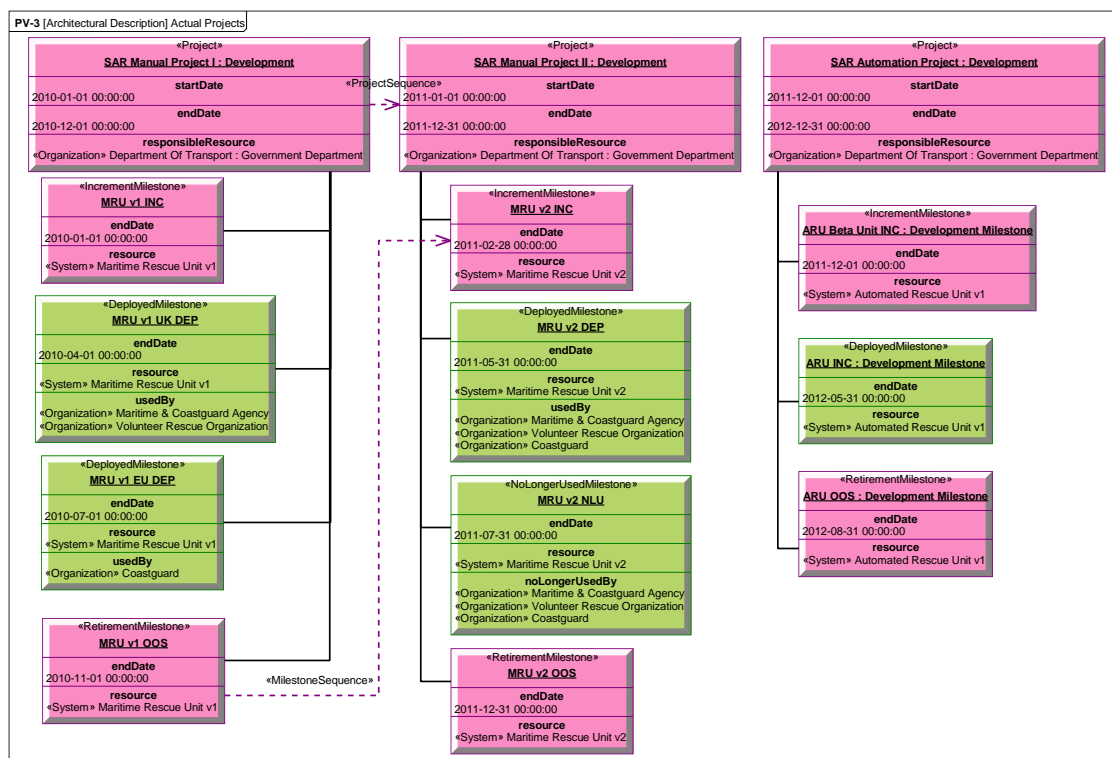 PV-3 [Architectural Description] Actual Projects
«Project»
SAR Manual Project I : Development
startDate
2010-01-01 00:00:00
endDate
2010-12-01 00:00:00
responsibleResource
«Organization» Department Of Transport : Government Department
«ProjectSequence»
«Project»
SAR Manual Project II : Development
startDate
2011-01-01 00:00:00
endDate
2011-12-31 00:00:00
responsibleResource
«Organization» Department Of Transport : Government Department
«Project»
SAR Automation Project : Development
startDate
2011-12-01 00:00:00
endDate
2012-12-31 00:00:00
responsibleResource
«Organization» Department Of Transport : Government Department
«IncrementMilestone»
MRU v1 INC
endDate
2010-01-01 00:00:00
resource
«System» Maritime Rescue Unit v1
«DeployedMilestone»
MRU v1 UK DEP
endDate
2010-04-01 00:00:00
resource
«System» Maritime Rescue Unit v1
usedBy
«Organization» Maritime & Coastguard Agency
«Organization» Volunteer Rescue Organization
«DeployedMilestone»
MRU v1 EU DEP
endDate
2010-07-01 00:00:00
resource
«System» Maritime Rescue Unit v1
usedBy
«Organization» Coastguard
«RetirementMilestone»
MRU v1 OOS
endDate
2010-11-01 00:00:00
resource
«System» Maritime Rescue Unit v1
«MilestoneSequence»
«IncrementMilestone»
MRU v2 INC
endDate
2011-02-28 00:00:00
resource
«System» Maritime Rescue Unit v2
«DeployedMilestone»
MRU v2 DEP
endDate
2011-05-31 00:00:00
resource
«System» Maritime Rescue Unit v2
usedBy
«Organization» Maritime & Coastguard Agency
«Organization» Volunteer Rescue Organization
«Organization» Coastguard
«NoLongerUsedMilestone»
MRU v2 NLU
endDate
2011-07-31 00:00:00
resource
«System» Maritime Rescue Unit v2
noLongerUsedBy
«Organization» Maritime & Coastguard Agency
«Organization» Volunteer Rescue Organization
«Organization» Coastguard
«RetirementMilestone»
MRU v2 OOS
endDate
2011-12-31 00:00:00
resource
«System» Maritime Rescue Unit v2
«IncrementMilestone»
ARU Beta Unit INC : Development Milestone
endDate
2011-12-01 00:00:00
resource
«System» Automated Rescue Unit v1
«DeployedMilestone»
ARU INC : Development Milestone
endDate
2012-05-31 00:00:00
resource
«System» Automated Rescue Unit v1
«RetirementMilestone»
ARU OOS : Development Milestone
endDate
2012-08-31 00:00:00
resource
«System» Automated Rescue Unit v1